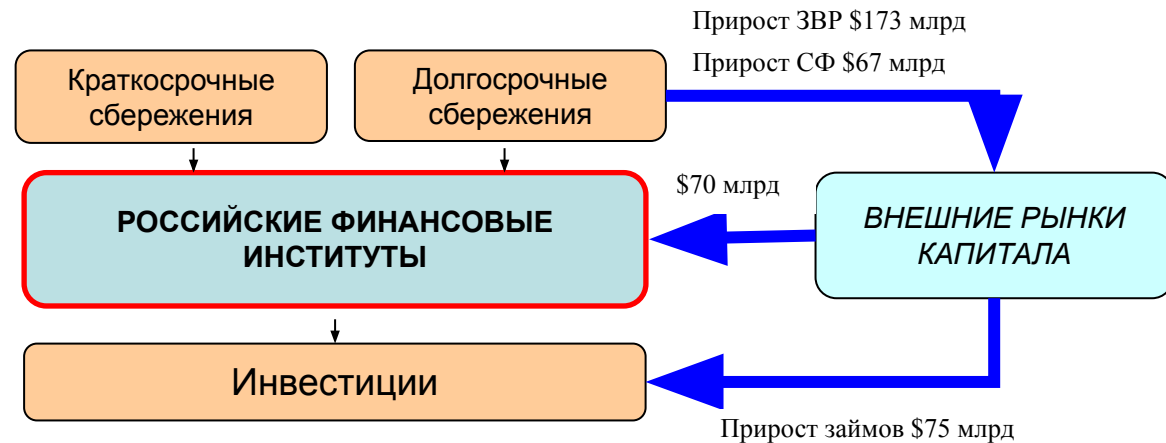 Прирост ЗВР $173 млрд
Прирост СФ $67 млрд
Краткосрочные
сбережения
Долгосрочные
сбережения
$70 млрд
РОССИЙСКИЕ ФИНАНСОВЫЕ
ИНСТИТУТЫ
ВНЕШНИЕ РЫНКИ
КАПИТАЛА
Инвестиции
Прирост займов $75 млрд